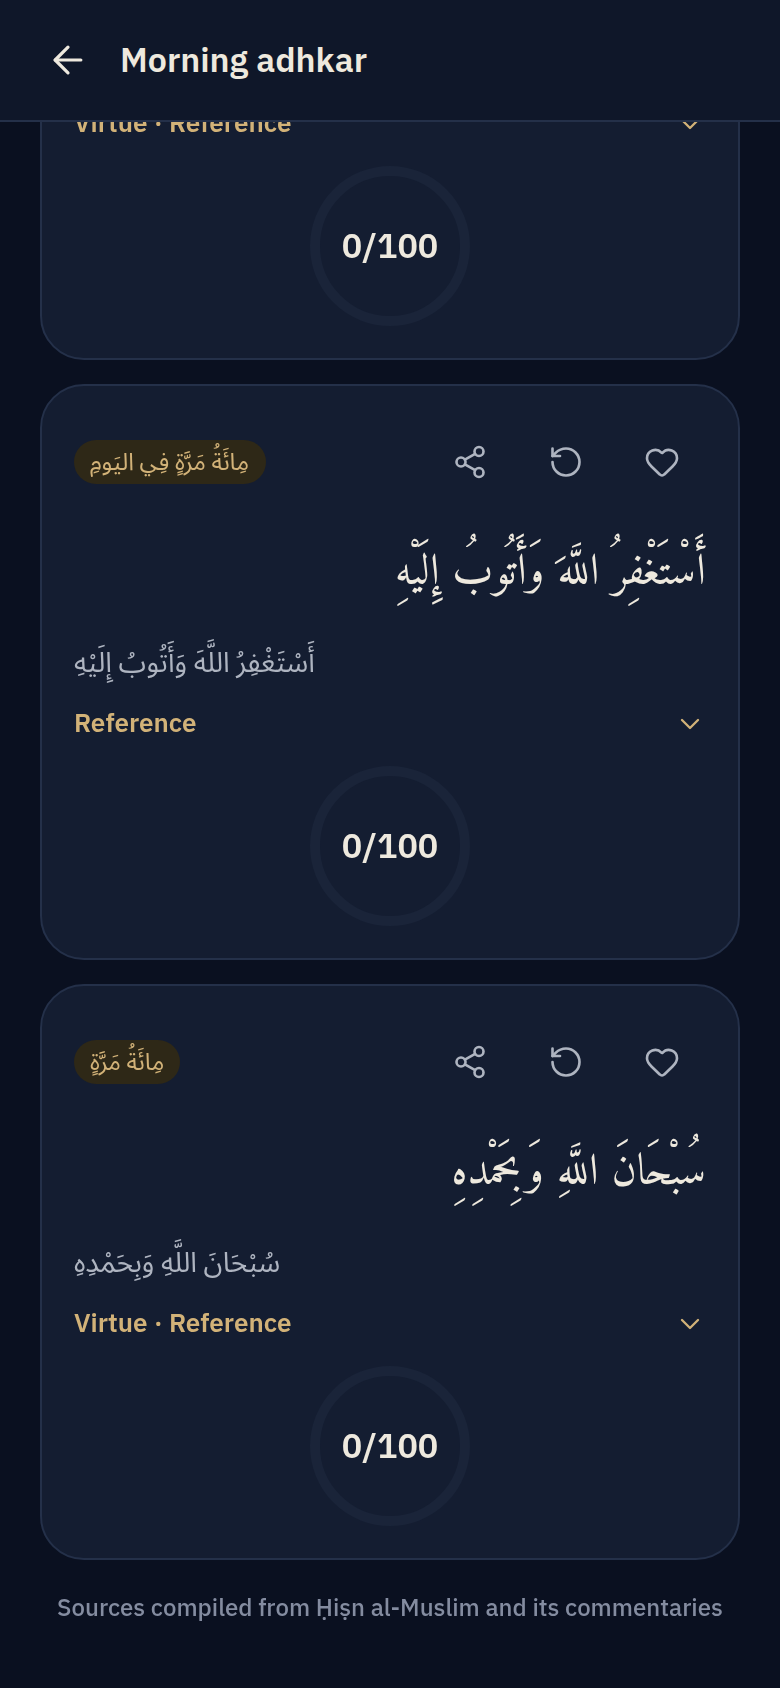 Morning adhkar
Virtue · Reference
0/100
مِائَةُ مَرَّةٍ فِي اليَومِ
أَسْتَغْفِرُ اللَّهَ وَأَتُوبُ إِلَيْهِ
أَسْتَغْفِرُ اللَّهَ وَأَتُوبُ إِلَيْهِ
Reference
0/100
مِائَةُ مَرَّةٍ
سُبْحَانَ اللَّهِ وَبِحَمْدِهِ
سُبْحَانَ اللَّهِ وَبِحَمْدِهِ
Virtue · Reference
0/100
Sources compiled from Ḥiṣn al-Muslim and its commentaries